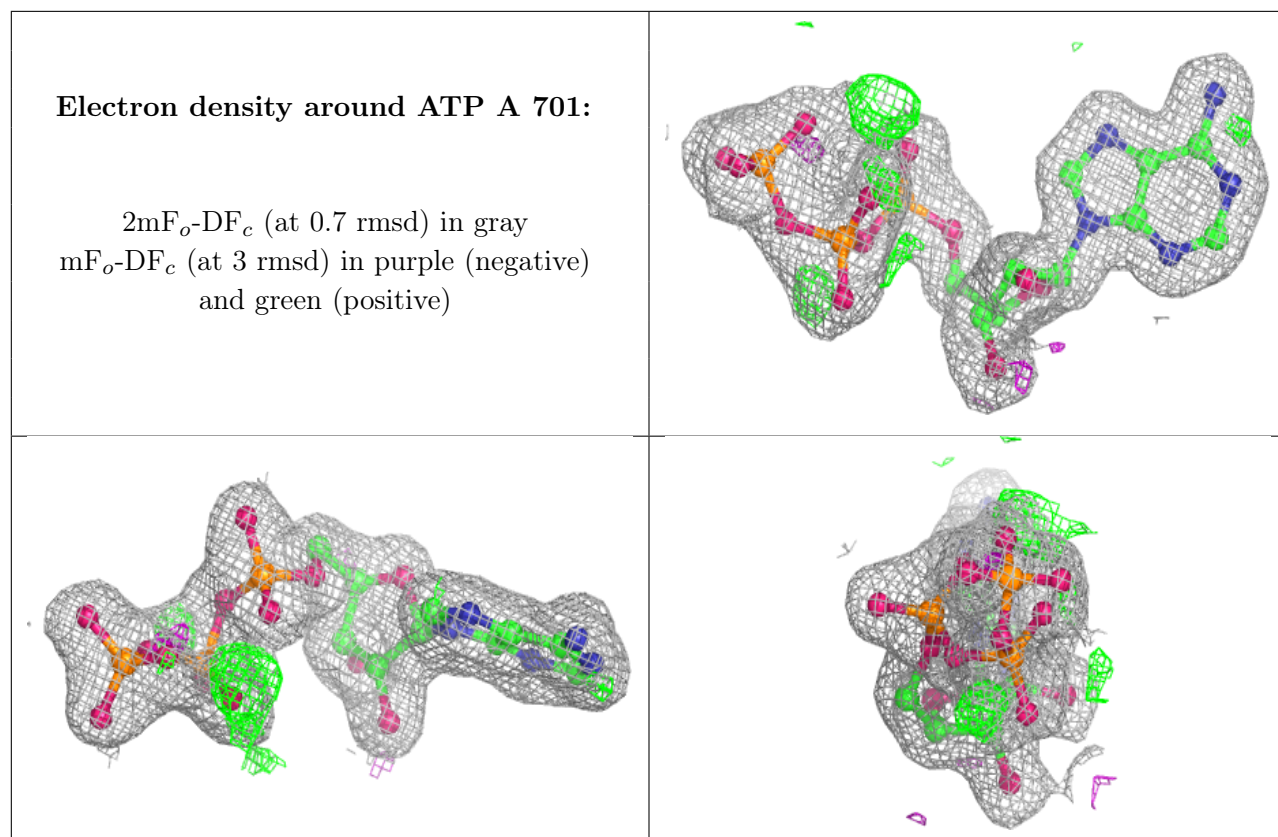 Electron density around ATP A 701:
2mFo-DFc (at 0.7 rmsd) in gray
mFo-DFc (at 3 rmsd) in purple (negative)
and green (positive)